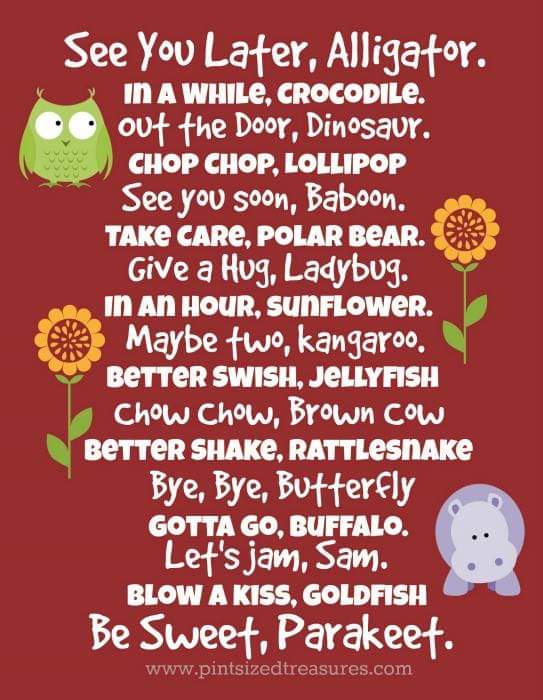 See You Later, Alligator.
IN A WHILE, CROCODILE.
Out the Door, Dinosaur.
CHOP CHOP, LOLLIPOP
See you soon, Baboon.
TAKE CARE, POLAR BEAR.
Give a Hug, Ladybug.
IN AN HOUR, SUNFLOWER.
Maybe two, kangaroo.
BETTER SWISH, JELLYFISH
Chow Chow, Brown Cow
BETTER SHAKE, RATTLESNAKE
Bye, Bye, Butterfly
GOTTA GO, BUFFALO.
Let's jam, Sam.
BLOW A KISS, GOLDFISH
Be Sweet, Parakeet.
www.pintsizedtreasures.com